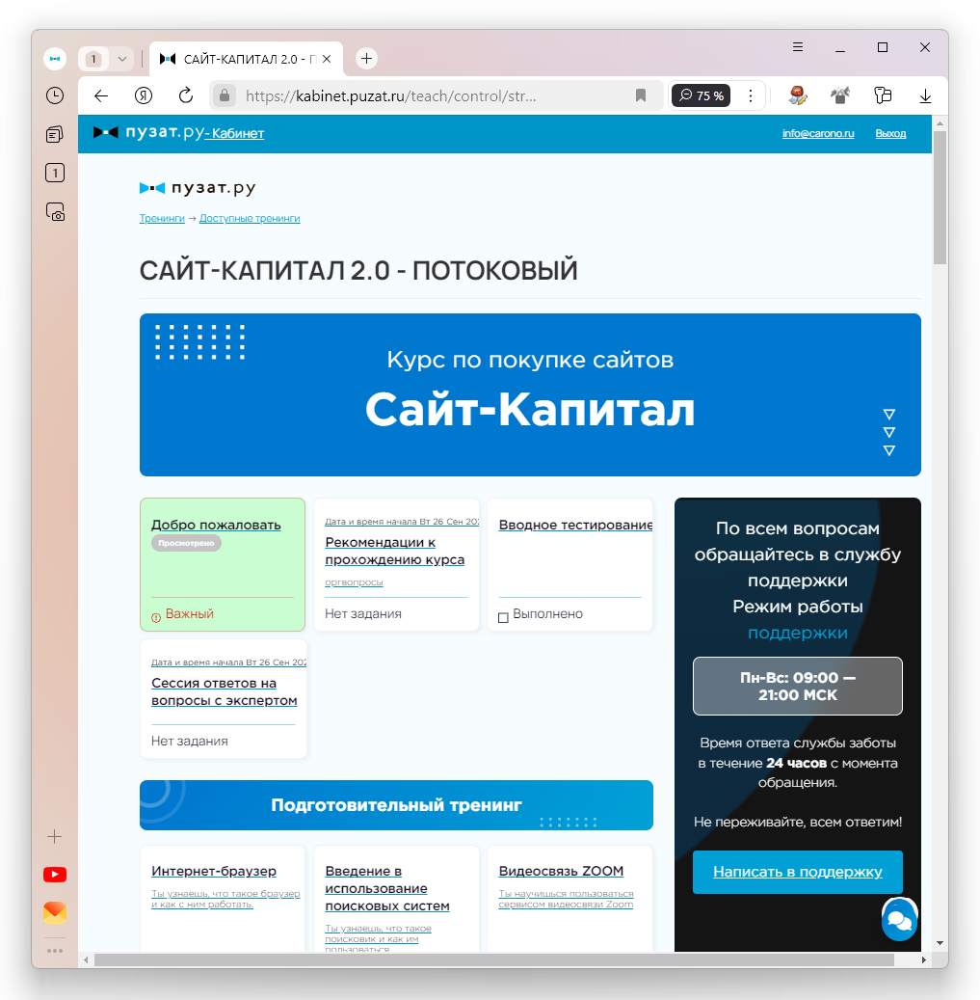 1
САЙТ-КАПИТАЛ 2.0 - П
Я
https://kabinet.puzat.ru/teach/control/str...
75 %
1
пузат.ру - Кабинет
info@carono.ru
Выход
пузат.ру
Тренинги → Доступные тренинги
САЙТ-КАПИТАЛ 2.0 - ПОТОКОВЫЙ
Курс по покупке сайтов
Сайт-Капитал
Добро пожаловать
Просмотрено
Важный
Дата и время начала Вт 26 Сен 202
Рекомендации к
прохождению курса
оргвопросы
Нет задания
Вводное тестирование
Выполнено
Дата и время начала Вт 26 Сен 202
Сессия ответов на
вопросы с экспертом
Нет задания
По всем вопросам
обращайтесь в службу
поддержки
Режим работы
поддержки
Пн-Вс: 09:00 —
21:00 МСК
Время ответа службы заботы
в течение 24 часов с момента
обращения.
Не переживайте, всем ответим!
Написать в поддержку
Подготовительный тренинг
Интернет-браузер
Ты узнаешь, что такое браузер
и как с ним работать.
Введение в
использование
поисковых систем
Ты узнаешь, что такое
поисковик и как им
пользоваться
Видеосвязь ZOOM
Ты научишься пользоваться
сервисом видеосвязи Zoom